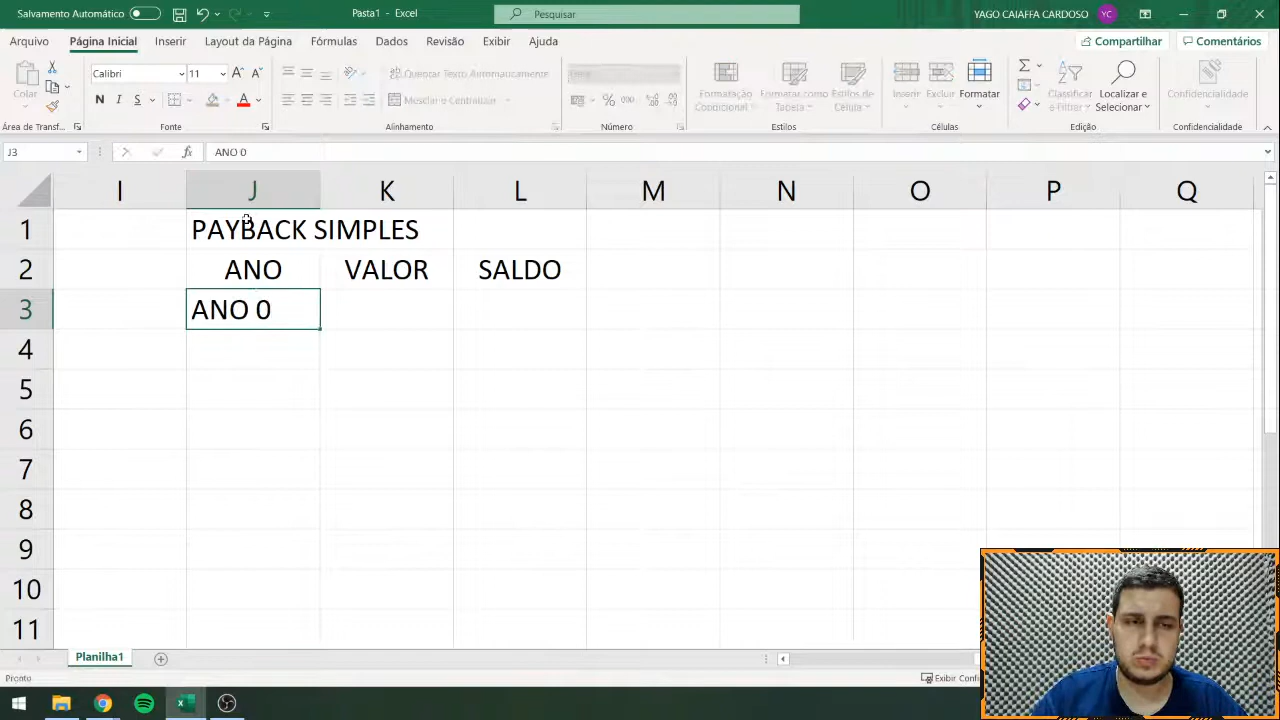 Salvamento Automático
Pasta1 - Excel
Pesquisar
YAGO CAIAFFA CARDOSO
YC
Arquivo
Página Inicial
Inserir
Layout da Página
Fórmulas
Dados
Revisão
Exibir
Ajuda
Compartilhar
Comentários
Colar
Calibri
11
N I S
A
Quebrar Texto Automaticamente
Mesclar e Centralizar
Geral
% 000
Formatação Condicional
Formatar como Tabela
Estilos de Célula
Inserir
Excluir
Formatar
Classificar e Filtrar
Localizar e Selecionar
Confidencialidade
Área de Transf...
Fonte
Alinhamento
Número
Estilos
Células
Edição
Confidencialidade
J3
fx
ANO 0
I J K L M N O P Q
1 PAYBACK SIMPLES
2 ANO VALOR SALDO
3 ANO 0
4
5
6
7
8
9
10
11
Planilha1
Pronto
Exibir Confi